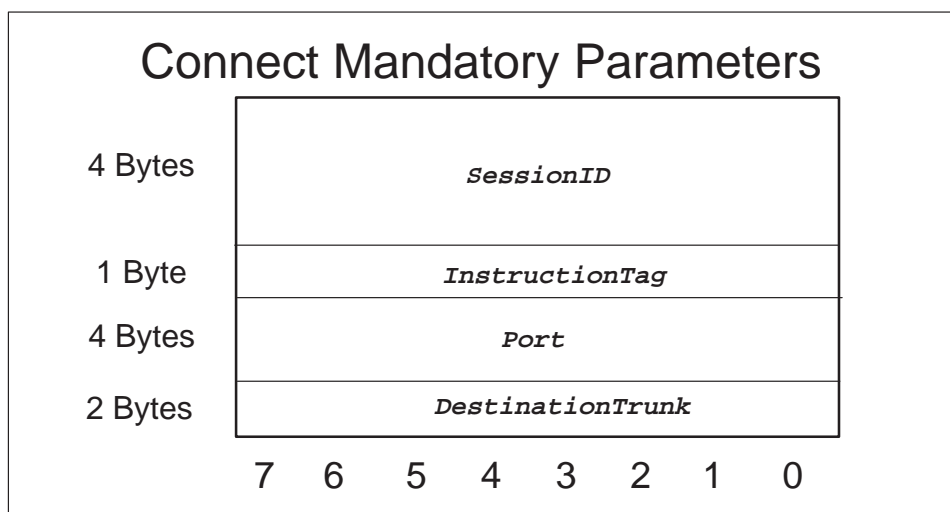 Connect Mandatory Parameters
4 Bytes SessionID
1 Byte InstructionTag
4 Bytes Port
2 Bytes DestinationTrunk
7 6 5 4 3 2 1 0